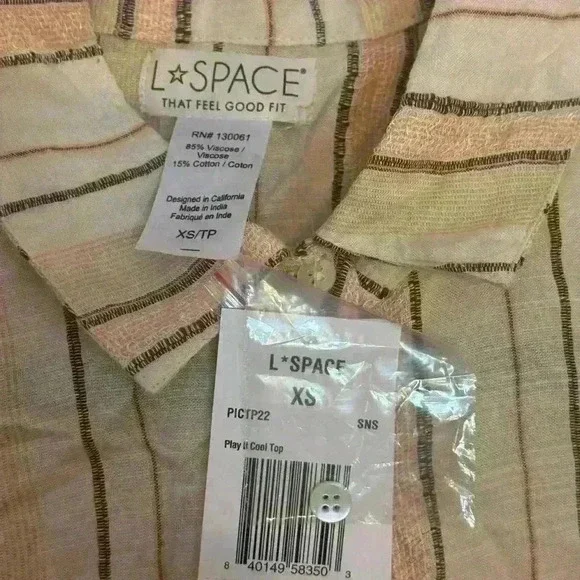 L☆SPACE®
THAT FEEL GOOD FIT
RN# 130061
85% Viscose /
Viscose
15% Cotton / Coton
Designed in California
Made in India
Fabriqué en Inde
XS/TP
L*SPACE
XS
PICTP22 SNS
Play It Cool Top
8 40149 58350 3